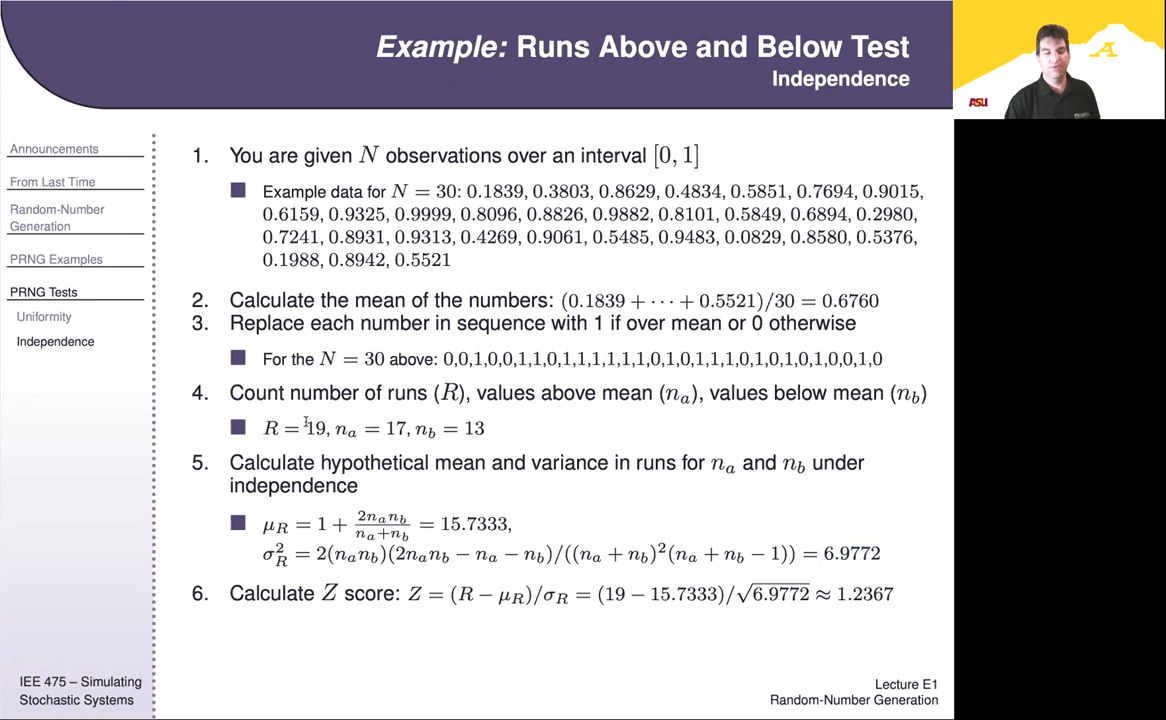 Example: Runs Above and Below Test
Independence
ASU
Announcements
From Last Time
Random-Number
Generation
PRNG Examples
PRNG Tests
Uniformity
Independence
1. You are given N observations over an interval [0, 1]
Example data for N = 30: 0.1839, 0.3803, 0.8629, 0.4834, 0.5851, 0.7694, 0.9015,
0.6159, 0.9325, 0.9999, 0.8096, 0.8826, 0.9882, 0.8101, 0.5849, 0.6894, 0.2980,
0.7241, 0.8931, 0.9313, 0.4269, 0.9061, 0.5485, 0.9483, 0.0829, 0.8580, 0.5376,
0.1988, 0.8942, 0.5521
2. Calculate the mean of the numbers: (0.1839 + ··· + 0.5521)/30 = 0.6760
3. Replace each number in sequence with 1 if over mean or 0 otherwise
For the N = 30 above: 0,0,1,0,0,1,1,0,1,1,1,1,1,1,0,1,0,1,1,1,0,1,0,1,0,1,0,0,1,0
4. Count number of runs (R), values above mean (nₐ), values below mean (n_b)
R = 19, nₐ = 17, n_b = 13
5. Calculate hypothetical mean and variance in runs for nₐ and n_b under
independence
μ_R = 1 + 2nₐn_b/(nₐ+n_b) = 15.7333,
σ²_R = 2(nₐn_b)(2nₐn_b − nₐ − n_b)/((nₐ + n_b)²(nₐ + n_b − 1)) = 6.9772
6. Calculate Z score: Z = (R − μ_R)/σ_R = (19 − 15.7333)/√6.9772 ≈ 1.2367
IEE 475 – Simulating
Stochastic Systems
Lecture E1
Random-Number Generation